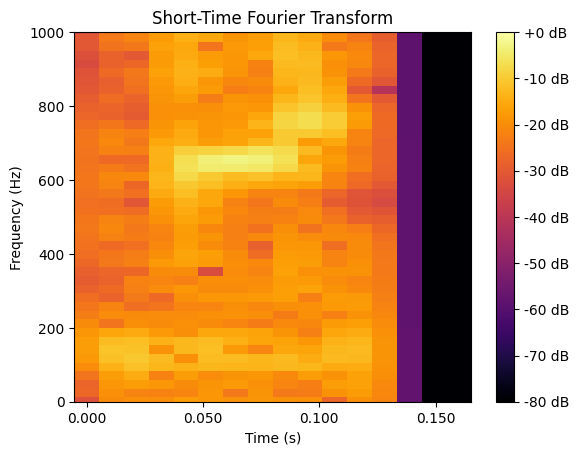 Short-Time Fourier Transform
1000
800
600
400
200
0
Frequency (Hz)
0.000
0.050
0.100
0.150
Time (s)
+0 dB
-10 dB
-20 dB
-30 dB
-40 dB
-50 dB
-60 dB
-70 dB
-80 dB